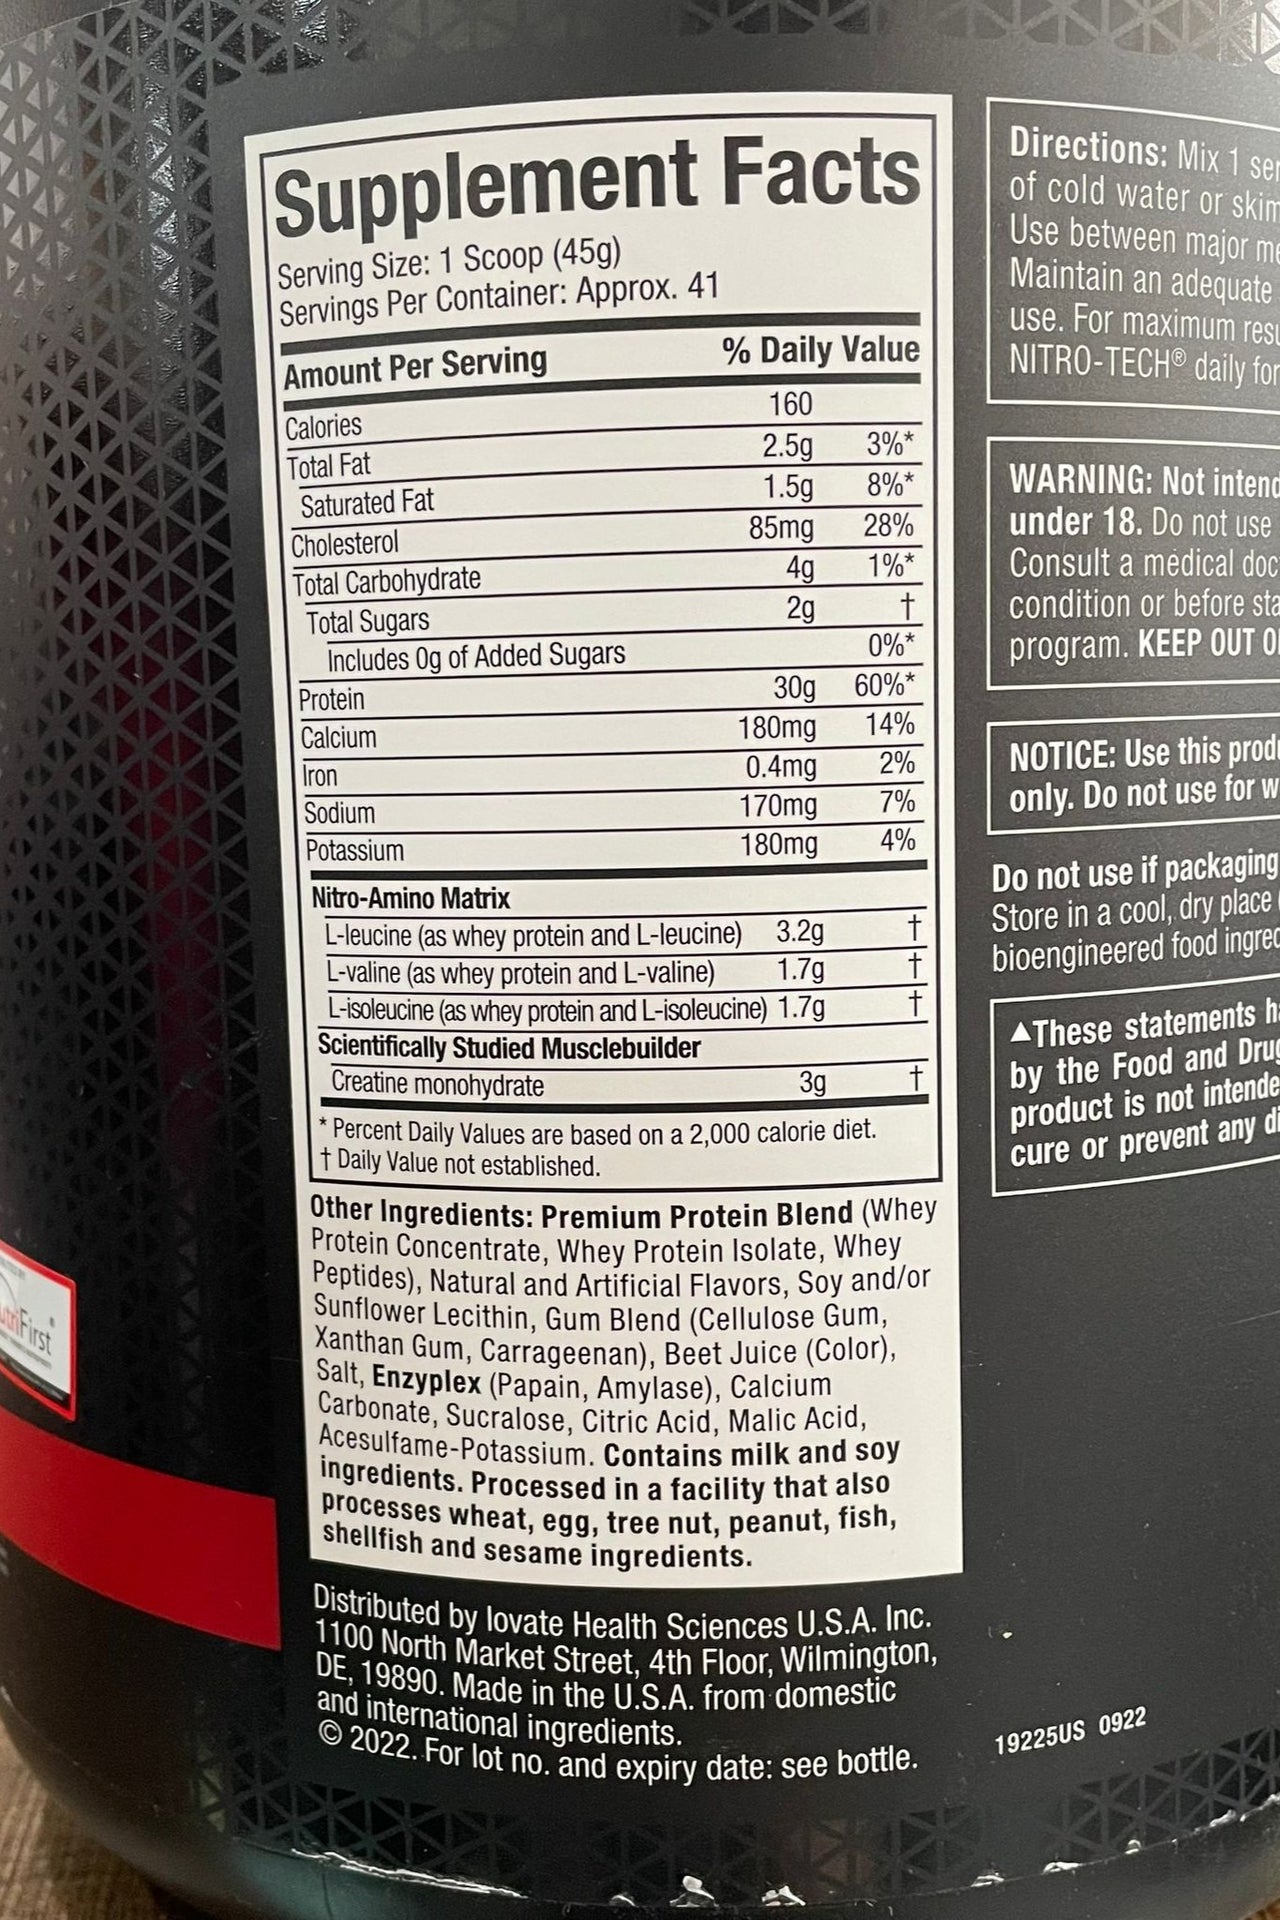 Supplement Facts
Serving Size: 1 Scoop (45g)
Servings Per Container: Approx. 41
Amount Per Serving % Daily Value
Calories 160
Total Fat 2.5g 3%*
Saturated Fat 1.5g 8%*
Cholesterol 85mg 28%
Total Carbohydrate 4g 1%*
Total Sugars 2g †
Includes 0g of Added Sugars 0%*
Protein 30g 60%*
Calcium 180mg 14%
Iron 0.4mg 2%
Sodium 170mg 7%
Potassium 180mg 4%
Nitro-Amino Matrix
L-leucine (as whey protein and L-leucine) 3.2g †
L-valine (as whey protein and L-valine) 1.7g †
L-isoleucine (as whey protein and L-isoleucine) 1.7g †
Scientifically Studied Musclebuilder
Creatine monohydrate 3g †
* Percent Daily Values are based on a 2,000 calorie diet.
† Daily Value not established.
Other Ingredients: Premium Protein Blend (Whey
Protein Concentrate, Whey Protein Isolate, Whey
Peptides), Natural and Artificial Flavors, Soy and/or
Sunflower Lecithin, Gum Blend (Cellulose Gum,
Xanthan Gum, Carrageenan), Beet Juice (Color),
Salt, Enzyplex (Papain, Amylase), Calcium
Carbonate, Sucralose, Citric Acid, Malic Acid,
Acesulfame-Potassium. Contains milk and soy
ingredients. Processed in a facility that also
processes wheat, egg, tree nut, peanut, fish,
shellfish and sesame ingredients.
Distributed by Iovate Health Sciences U.S.A. Inc.
1100 North Market Street, 4th Floor, Wilmington,
DE, 19890. Made in the U.S.A. from domestic
and international ingredients.
© 2022. For lot no. and expiry date: see bottle.
Directions: Mix 1
of cold water or
Use between major
Maintain an adequate
use. For maximum
NITRO-TECH® daily for
WARNING: Not
under 18. Do not use
Consult a medical
condition or before
program. KEEP OUT
NOTICE: Use this
only. Do not use for
Do not use if packaging
Store in a cool, dry place
bioengineered food
▲These statements
by the Food and
product is not
cure or prevent any
19225US 0922
First®